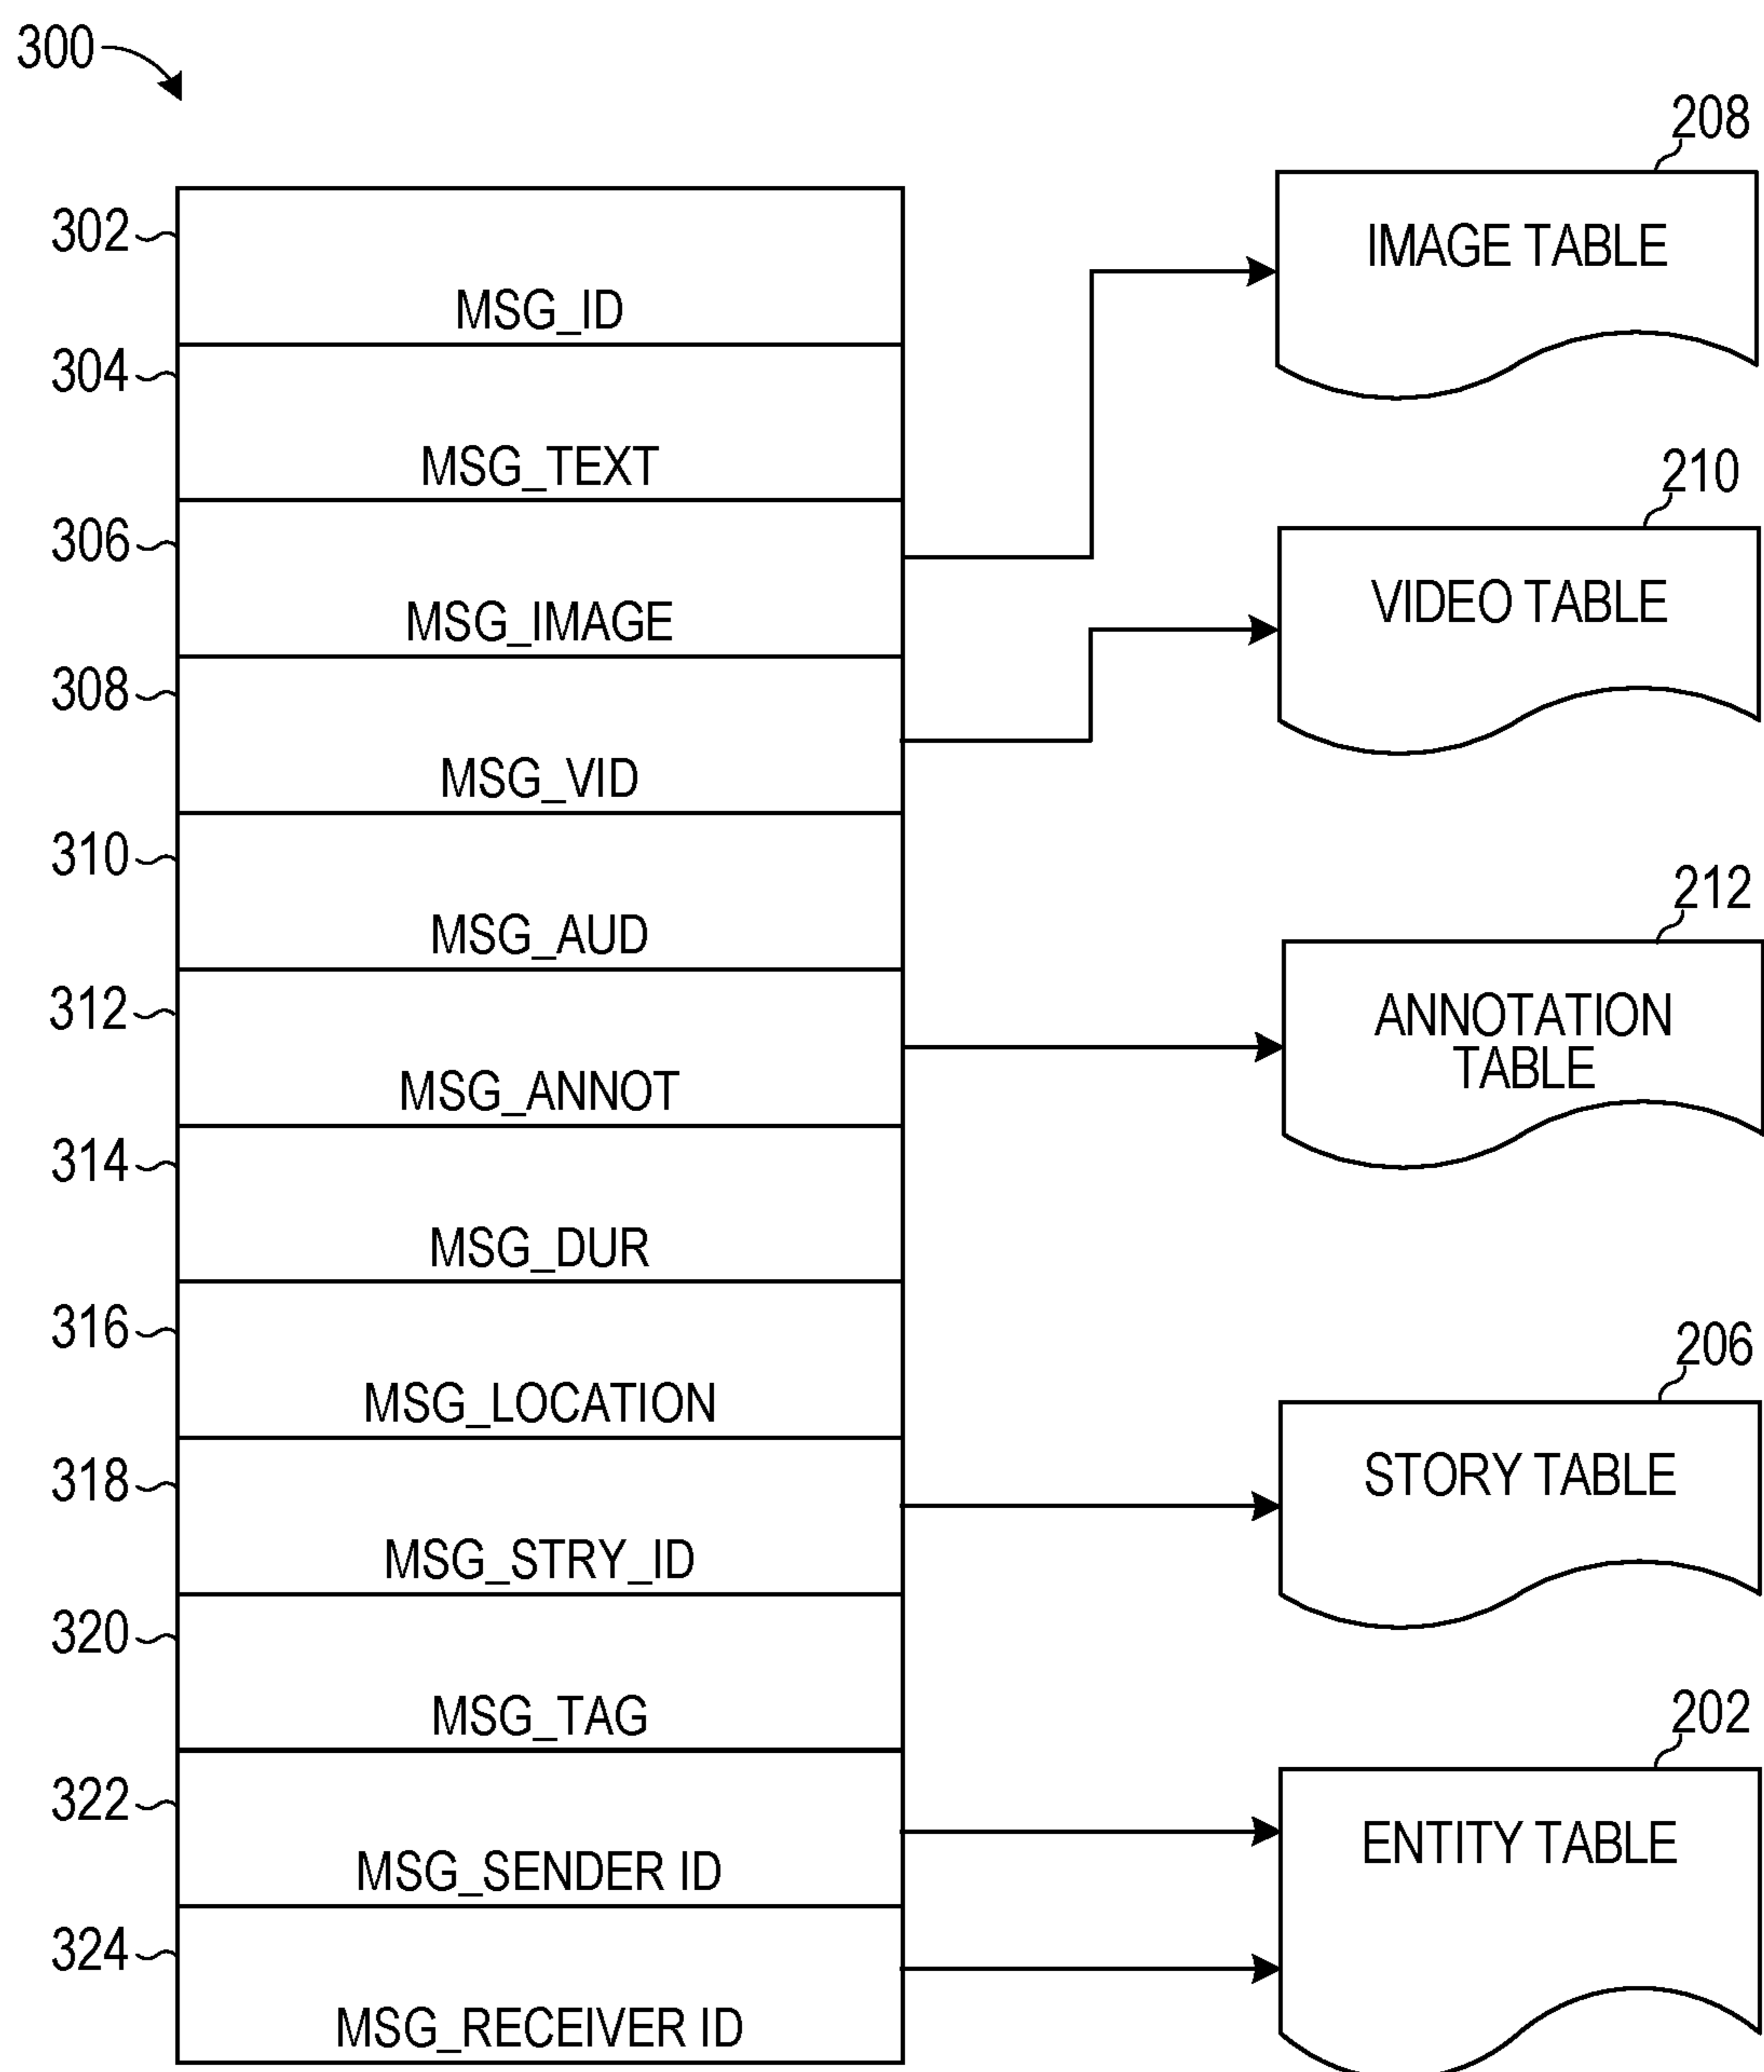 300
302
MSG_ID
304
MSG_TEXT
306
MSG_IMAGE
308
MSG_VID
310
MSG_AUD
312
MSG_ANNOT
314
MSG_DUR
316
MSG_LOCATION
318
MSG_STRY_ID
320
MSG_TAG
322
MSG_SENDER ID
324
MSG_RECEIVER ID
208
IMAGE TABLE
210
VIDEO TABLE
212
ANNOTATION
TABLE
206
STORY TABLE
202
ENTITY TABLE